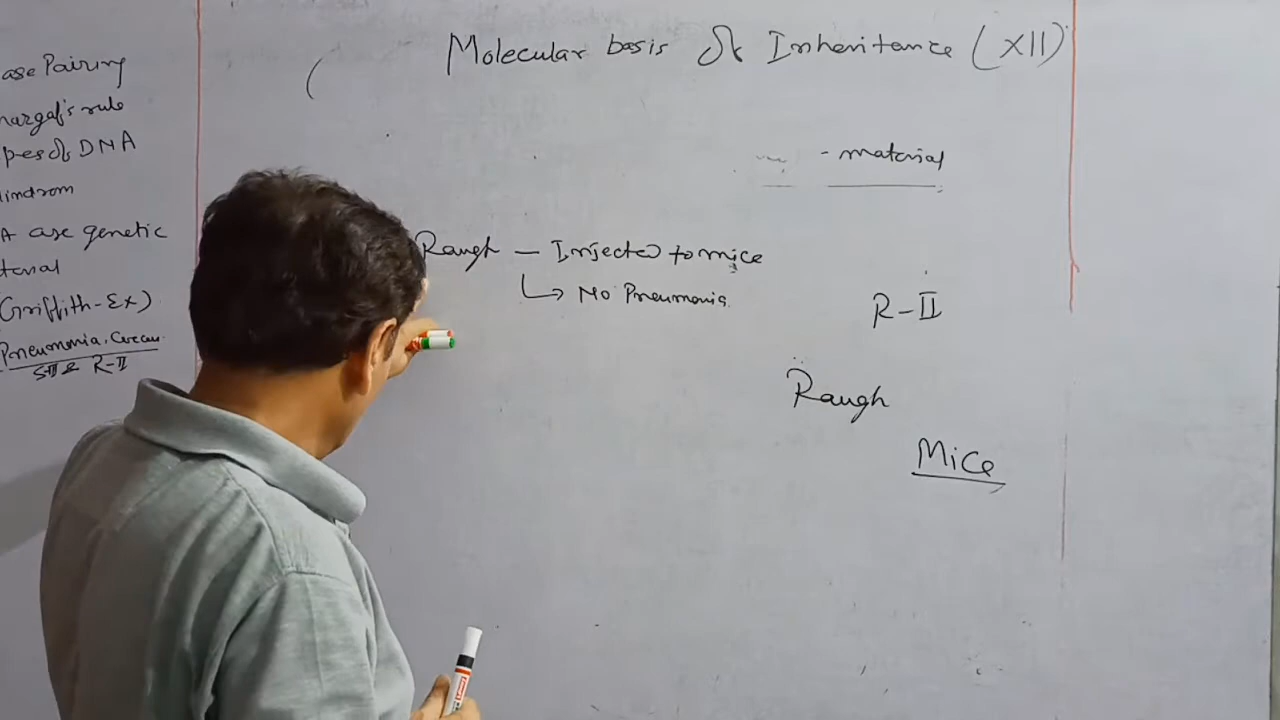 Molecular basis of Inheritance (XII)
ase Pairing
hargaf's rule
pes of DNA
lindrom
A ase genetic
terial
(Griffith-Ex)
Pneumonia.
S-III & R-II
- material
Rough — Injected to mice
↳ No Pneumonia
R-II
Rough
Mice